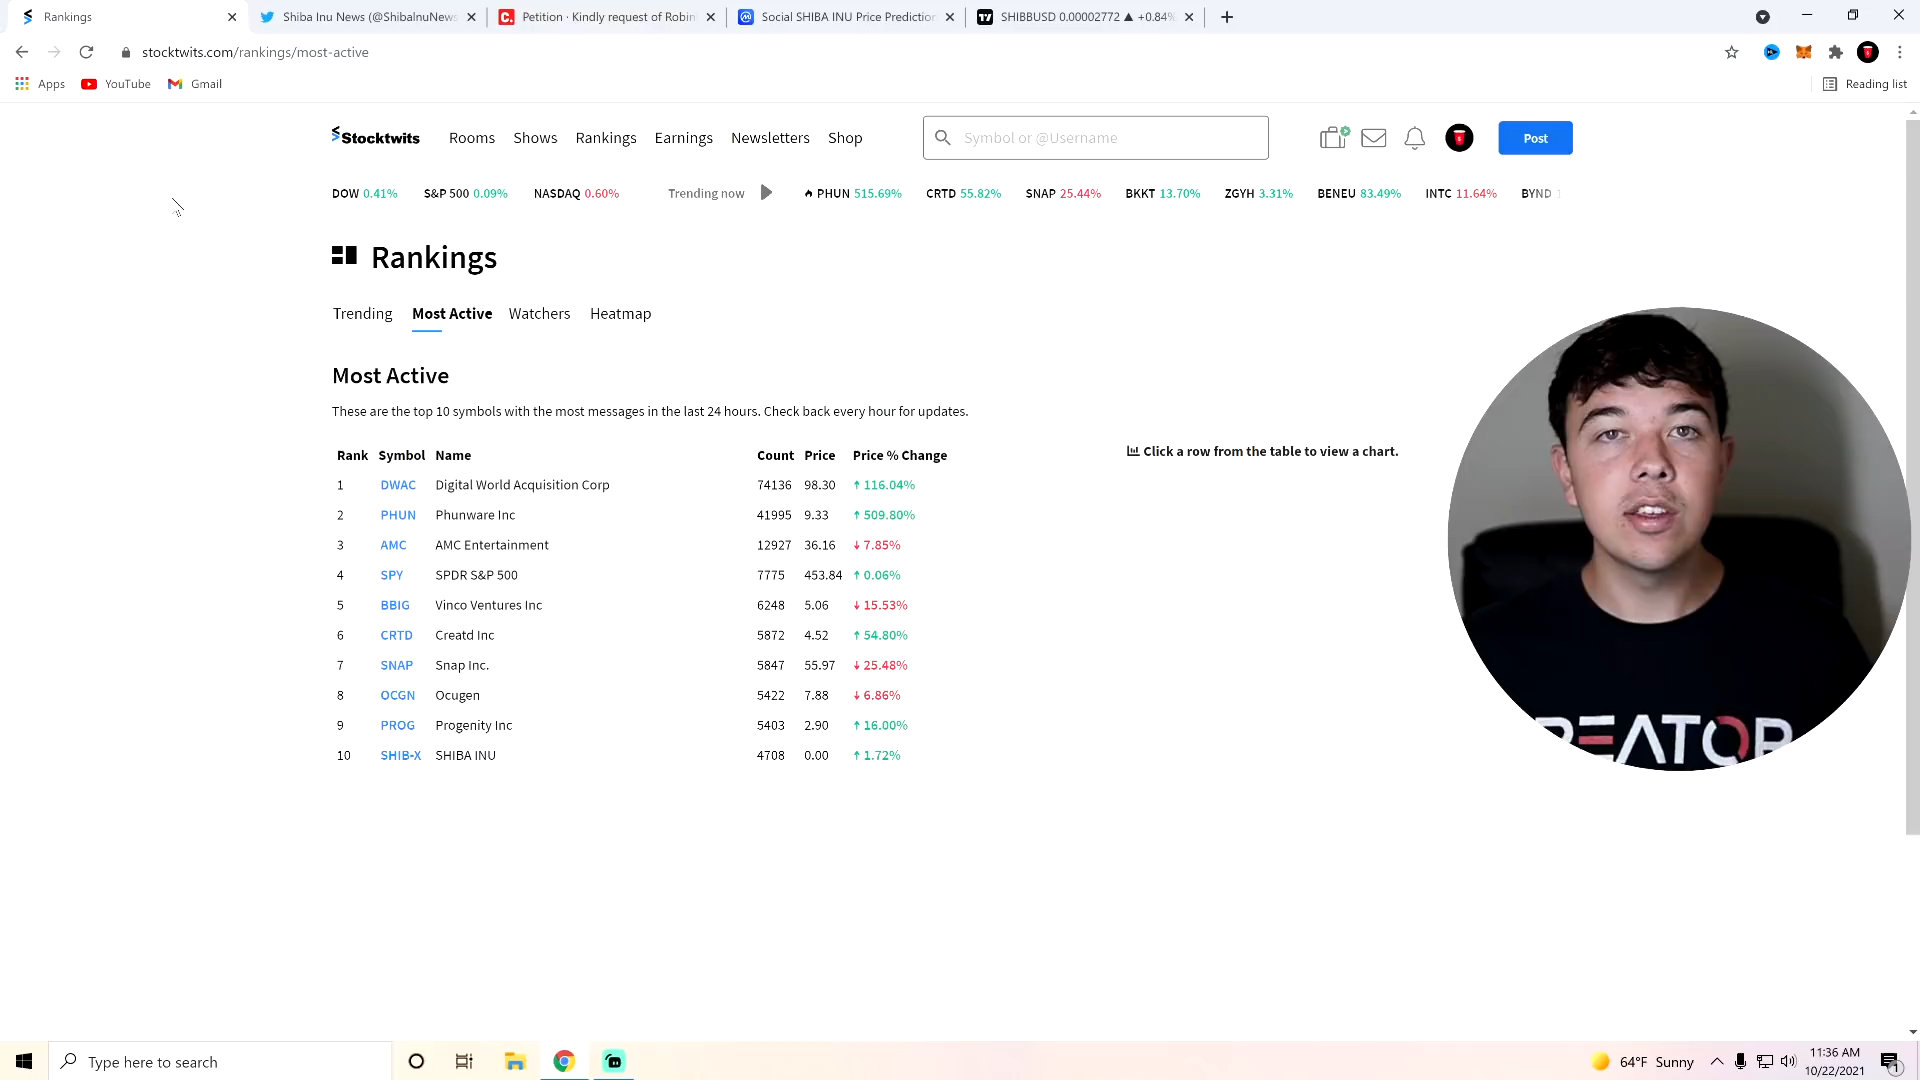 Rankings
Shiba Inu News (@ShibaInuNews
Petition · Kindly request of Robin
Social SHIBA INU Price Prediction
SHIBBUSD 0.00002772 ▲ +0.84%
stocktwits.com/rankings/most-active
Apps
YouTube
Gmail
Reading list
Stocktwits
Rooms
Shows
Rankings
Earnings
Newsletters
Shop
Symbol or @Username
Post
DOW 0.41%
S&P 500 0.09%
NASDAQ 0.60%
Trending now
PHUN 515.69%
CRTD 55.82%
SNAP 25.44%
BKKT 13.70%
ZGYH 3.31%
BENEU 83.49%
INTC 11.64%
BYND
Rankings
Trending
Most Active
Watchers
Heatmap
Most Active
These are the top 10 symbols with the most messages in the last 24 hours. Check back every hour for updates.
Rank Symbol Name Count Price Price % Change
1 DWAC Digital World Acquisition Corp 74136 98.30 ↑ 116.04%
2 PHUN Phunware Inc 41995 9.33 ↑ 509.80%
3 AMC AMC Entertainment 12927 36.16 ↓ 7.85%
4 SPY SPDR S&P 500 7775 453.84 ↑ 0.06%
5 BBIG Vinco Ventures Inc 6248 5.06 ↓ 15.53%
6 CRTD Creatd Inc 5872 4.52 ↑ 54.80%
7 SNAP Snap Inc. 5847 55.97 ↓ 25.48%
8 OCGN Ocugen 5422 7.88 ↓ 6.86%
9 PROG Progenity Inc 5403 2.90 ↑ 16.00%
10 SHIB-X SHIBA INU 4708 0.00 ↑ 1.72%
Click a row from the table to view a chart.
CREATOR
Type here to search
64°F Sunny
11:36 AM
10/22/2021
1